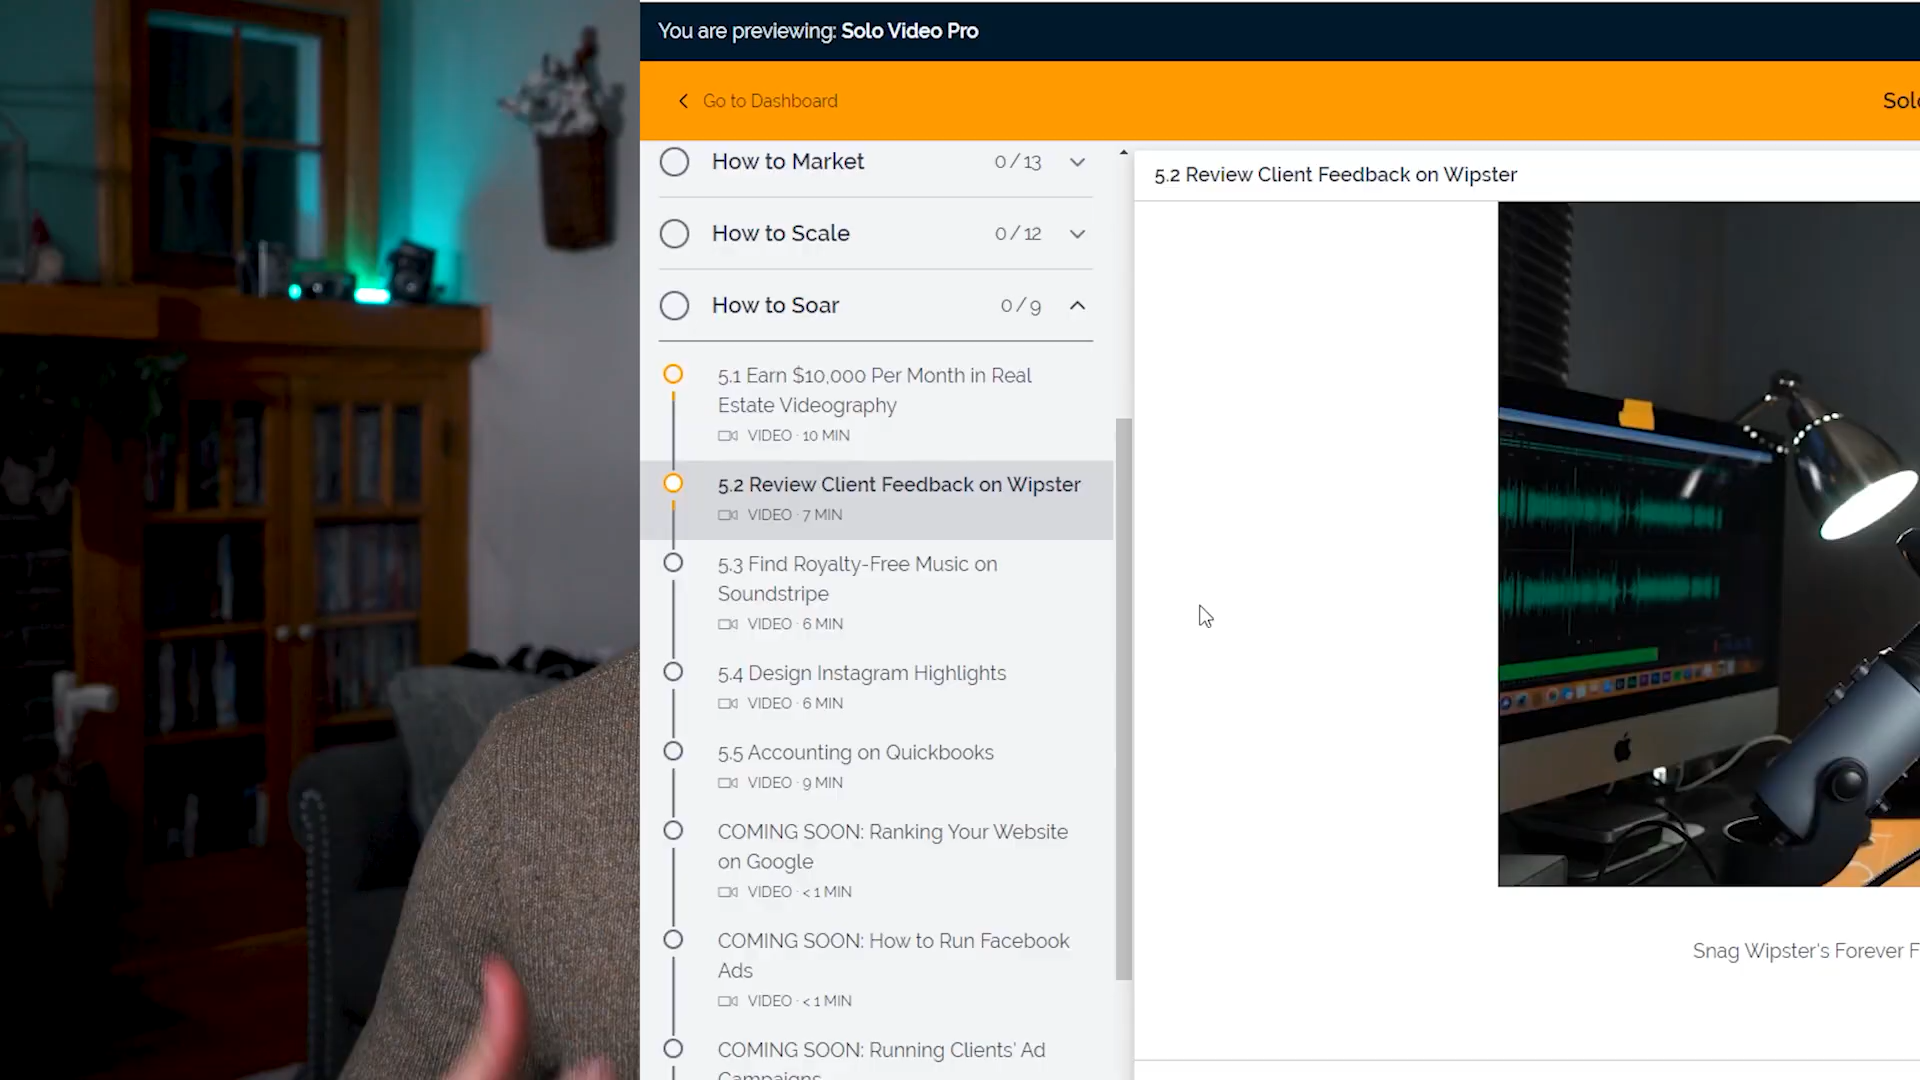 You are previewing: Solo Video Pro
Go to Dashboard
How to Market 0/13
How to Scale 0/12
How to Soar 0/9
5.1 Earn $10,000 Per Month in Real
Estate Videography
VIDEO · 10 MIN
5.2 Review Client Feedback on Wipster
VIDEO · 7 MIN
5.3 Find Royalty-Free Music on
Soundstripe
VIDEO · 6 MIN
5.4 Design Instagram Highlights
VIDEO · 6 MIN
5.5 Accounting on Quickbooks
VIDEO · 9 MIN
COMING SOON: Ranking Your Website
on Google
VIDEO · < 1 MIN
COMING SOON: How to Run Facebook
Ads
VIDEO · < 1 MIN
COMING SOON: Running Clients' Ad
Campaigns
Solo
5.2 Review Client Feedback on Wipster
Snag Wipster's Forever F